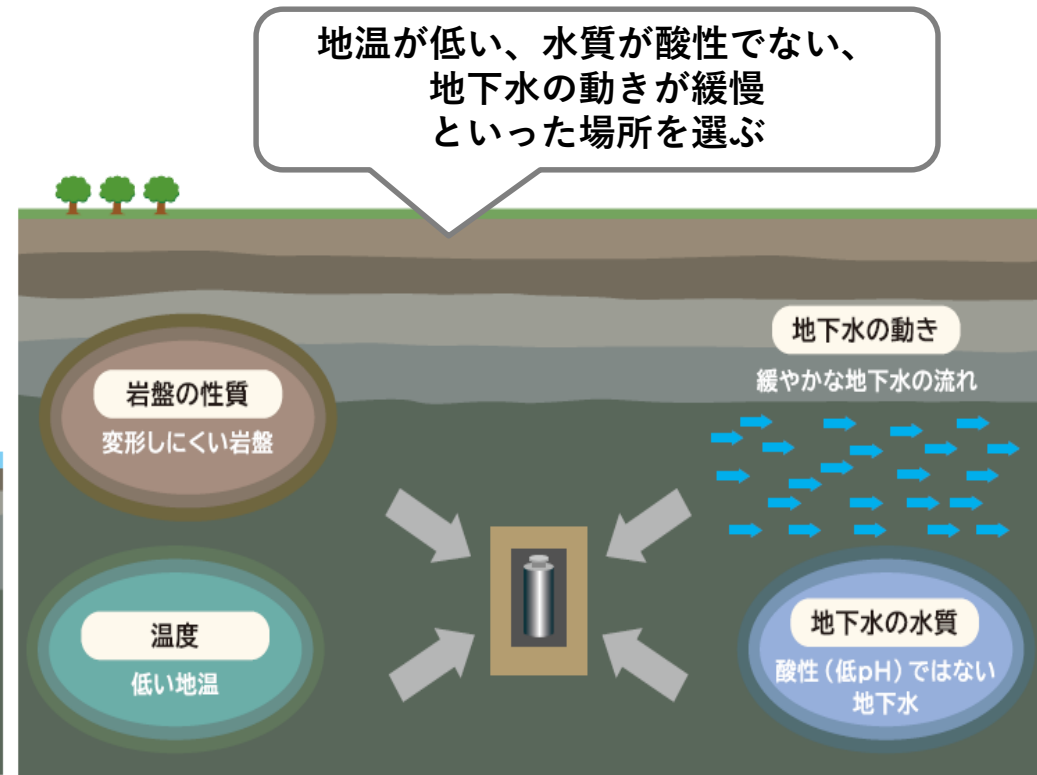 地温が低い、水質が酸性でない、
地下水の動きが緩慢
といった場所を選ぶ
地下水の動き
緩やかな地下水の流れ
岩盤の性質
変形しにくい岩盤
温度
低い地温
地下水の水質
酸性（低pH）ではない
地下水